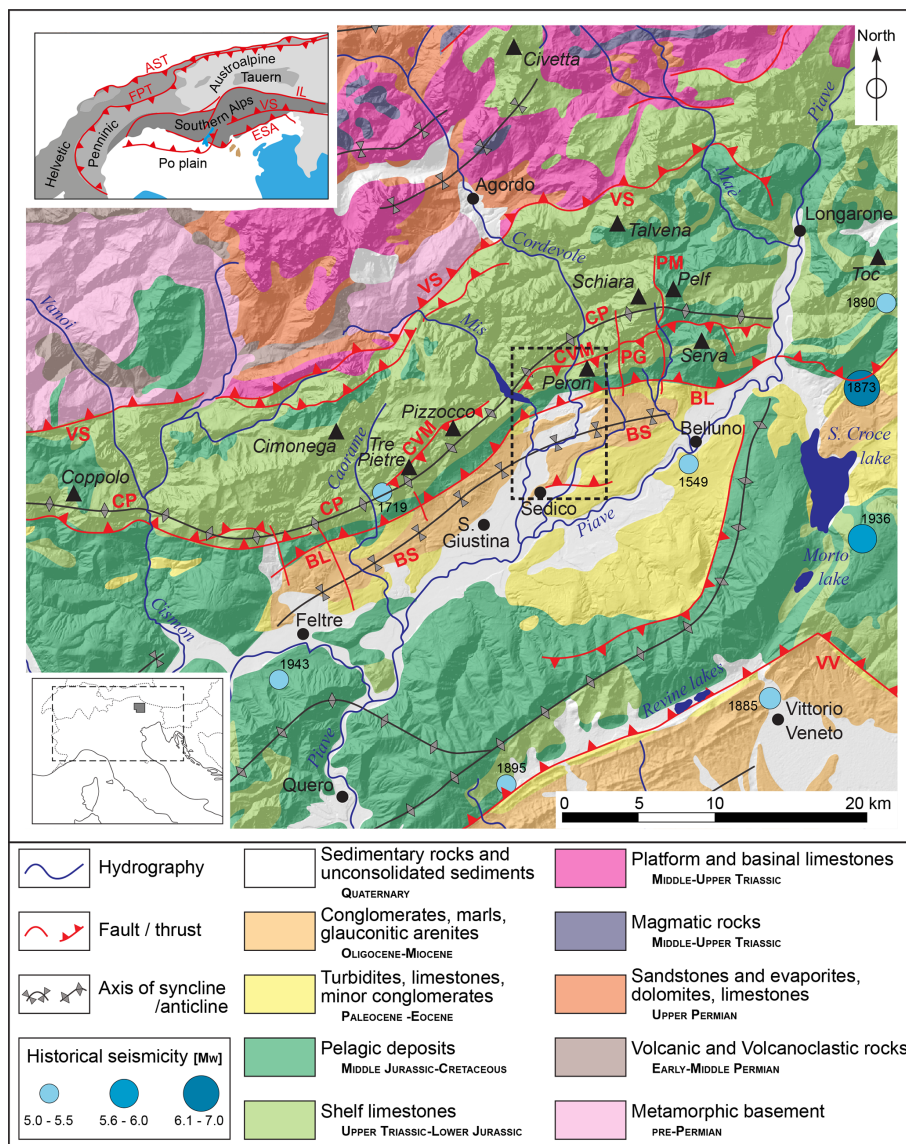 AST
FPT
Austroalpine
Tauern
IL
VS
Southern Alps
ESA
Penninic
Helvetic
Po plain
North
Civetta
Piave
Mae
Agordo
VS
Talvena
Longarone
Cordevole
Toc
1890
Schiara
PM
Pelf
Vanoi
VS
Mis
CP
CVM
PG
Serva
Peron
1873
BL
Pizzocco
BS
Belluno
S. Croce
lake
VS
Cimonega
Caorame
Tre
Pietre
CVM
1549
Coppolo
CP
CP
1719
Sedico
Piave
1936
S.
Giustina
Morto
lake
BL
BS
Feltre
Cismon
1943
VV
Revine lakes
1885
Vittorio
Veneto
Piave
Quero
1895
0 5 10 20 km
Hydrography
Fault / thrust
Axis of syncline
/anticline
Historical seismicity [Mw]
5.0 - 5.5
5.6 - 6.0
6.1 - 7.0
Sedimentary rocks and
unconsolidated sediments
QUATERNARY
Conglomerates, marls,
glauconitic arenites
OLIGOCENE-MIOCENE
Turbidites, limestones,
minor conglomerates
PALEOCENE -EOCENE
Pelagic deposits
MIDDLE JURASSIC-CRETACEOUS
Shelf limestones
UPPER TRIASSIC-LOWER JURASSIC
Platform and basinal limestones
MIDDLE-UPPER TRIASSIC
Magmatic rocks
MIDDLE-UPPER TRIASSIC
Sandstones and evaporites,
dolomites, limestones
UPPER PERMIAN
Volcanic and Volcanoclastic rocks
EARLY-MIDDLE PERMIAN
Metamorphic basement
PRE-PERMIAN